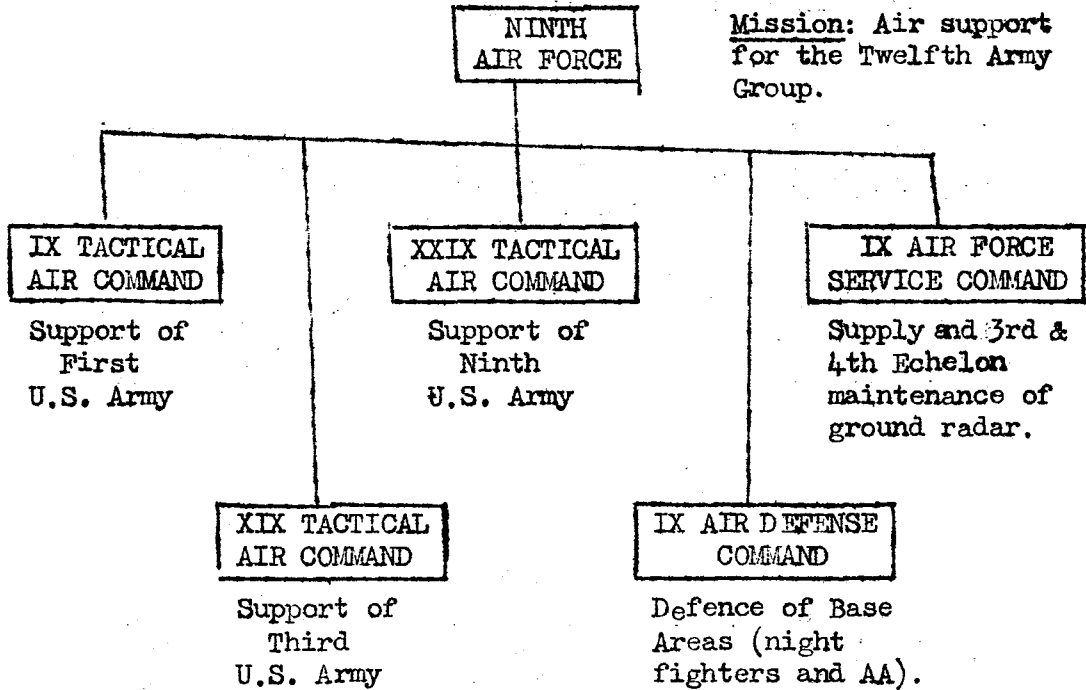 NINTH
AIR FORCE
Mission: Air support
for the Twelfth Army
Group.
IX TACTICAL
AIR COMMAND
Support of
First
U.S. Army
XXIX TACTICAL
AIR COMMAND
Support of
Ninth
U.S. Army
IX AIR FORCE
SERVICE COMMAND
Supply and 3rd &
4th Echelon
maintenance of
ground radar.
XIX TACTICAL
AIR COMMAND
Support of
Third
U.S. Army
IX AIR DEFENSE
COMMAND
Defence of Base
Areas (night
fighters and AA).